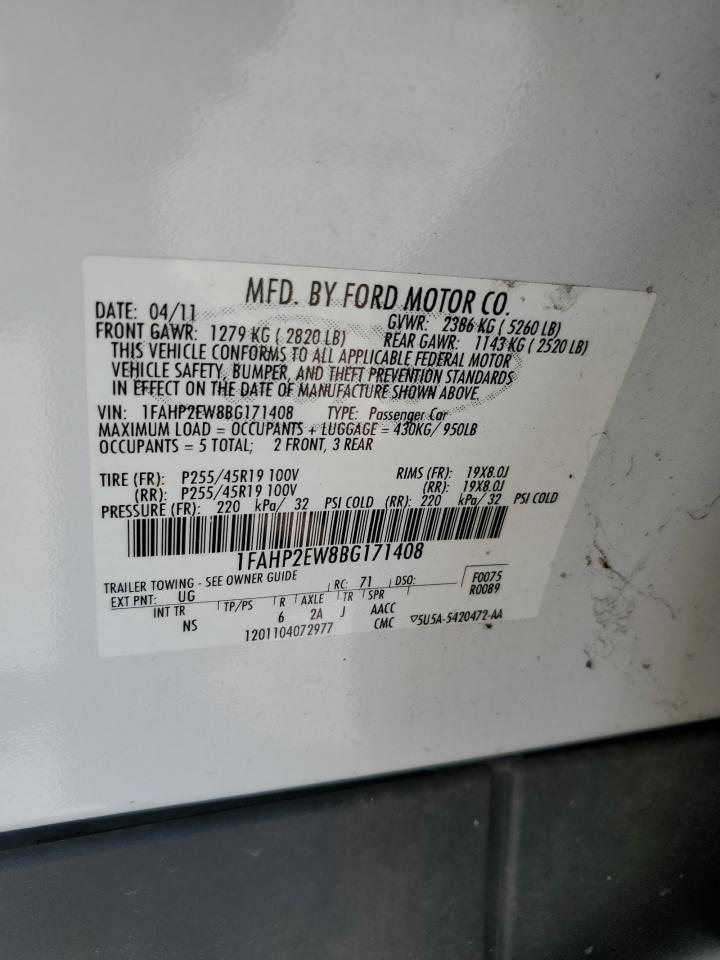 MFD. BY FORD MOTOR CO.
DATE: 04/11 GVWR: 2386 KG ( 5260 LB)
FRONT GAWR: 1279 KG ( 2820 LB) REAR GAWR: 1143 KG ( 2520 LB)
THIS VEHICLE CONFORMS TO ALL APPLICABLE FEDERAL MOTOR
VEHICLE SAFETY, BUMPER, AND THEFT PREVENTION STANDARDS
IN EFFECT ON THE DATE OF MANUFACTURE SHOWN ABOVE.
VIN: 1FAHP2EW8BG171408 TYPE: Passenger Car
MAXIMUM LOAD = OCCUPANTS + LUGGAGE = 430KG/ 950LB
OCCUPANTS = 5 TOTAL; 2 FRONT, 3 REAR
TIRE (FR): P255/45R19 100V RIMS (FR): 19X8.0J
(RR): P255/45R19 100V (RR): 19X8.0J
PRESSURE (FR): 220 kPa/ 32 PSI COLD (RR): 220 kPa/ 32 PSI COLD
1FAHP2EW8BG171408
TRAILER TOWING - SEE OWNER GUIDE
EXT PNT: UG RC: 71 DSO: F0075
R0089
INT TR TP/PS R AXLE TR SPR
NS 6 2A J AACC
1201104072977 CMC ▽5U5A-5420472-AA